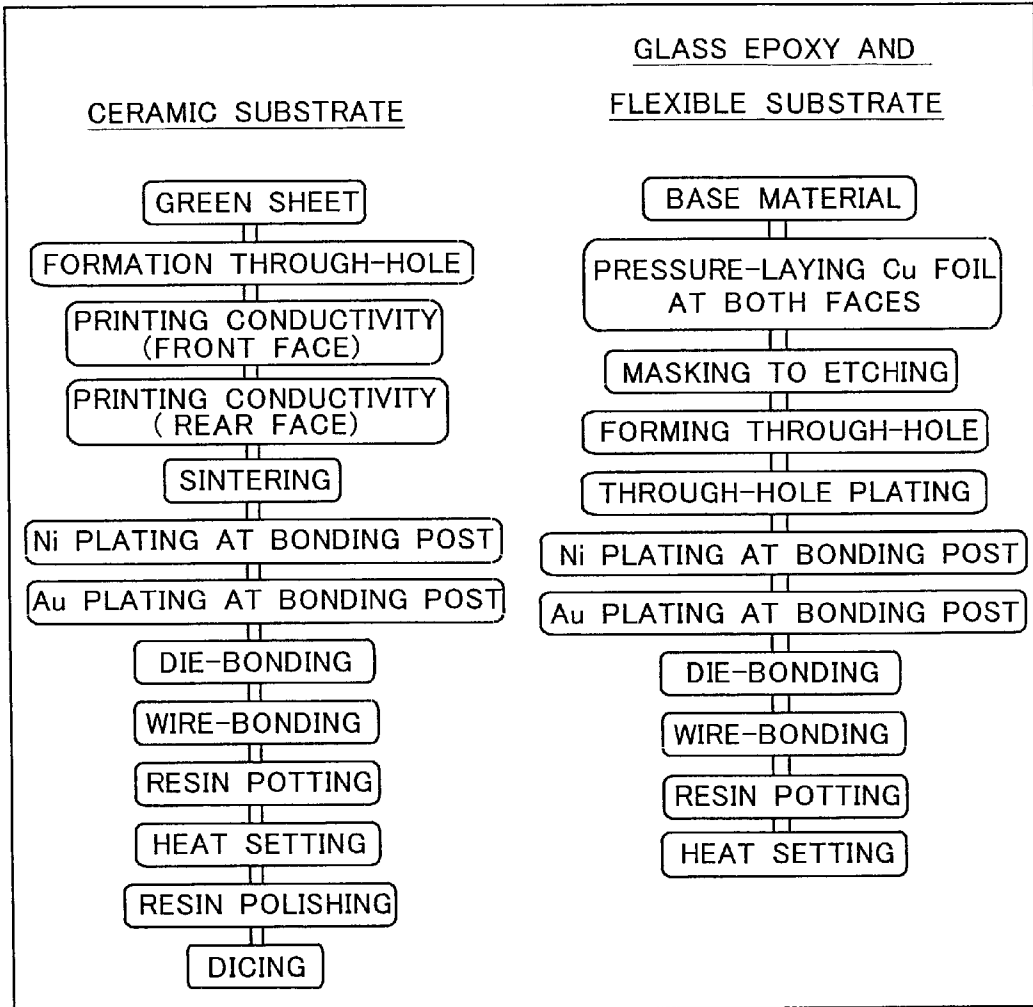 CERAMIC SUBSTRATE
GREEN SHEET
FORMATION THROUGH-HOLE
PRINTING CONDUCTIVITY
(FRONT FACE)
PRINTING CONDUCTIVITY
( REAR FACE)
SINTERING
Ni PLATING AT BONDING POST
Au PLATING AT BONDING POST
DIE-BONDING
WIRE-BONDING
RESIN POTTING
HEAT SETTING
RESIN POLISHING
DICING
GLASS EPOXY AND
FLEXIBLE SUBSTRATE
BASE MATERIAL
PRESSURE-LAYING Cu FOIL
AT BOTH FACES
MASKING TO ETCHING
FORMING THROUGH-HOLE
THROUGH-HOLE PLATING
Ni PLATING AT BONDING POST
Au PLATING AT BONDING POST
DIE-BONDING
WIRE-BONDING
RESIN POTTING
HEAT SETTING